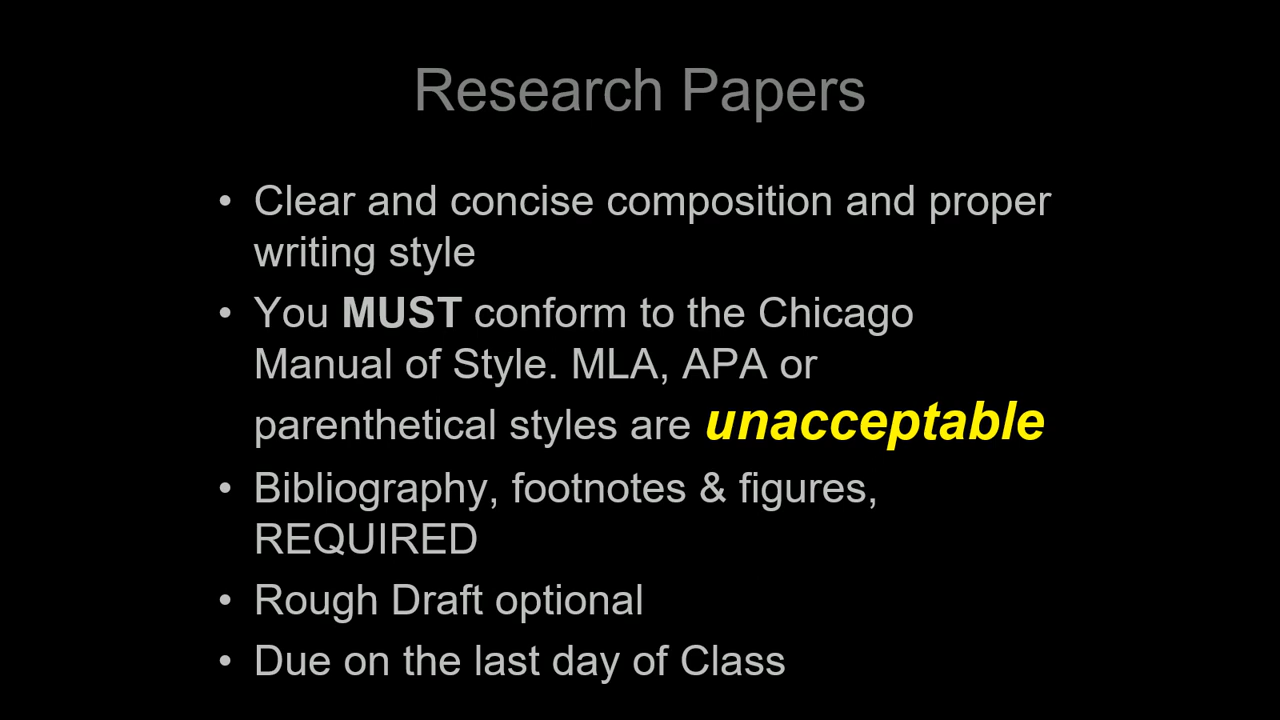 Research Papers
• Clear and concise composition and proper
writing style
• You MUST conform to the Chicago
Manual of Style. MLA, APA or
parenthetical styles are unacceptable
• Bibliography, footnotes & figures,
REQUIRED
• Rough Draft optional
• Due on the last day of Class